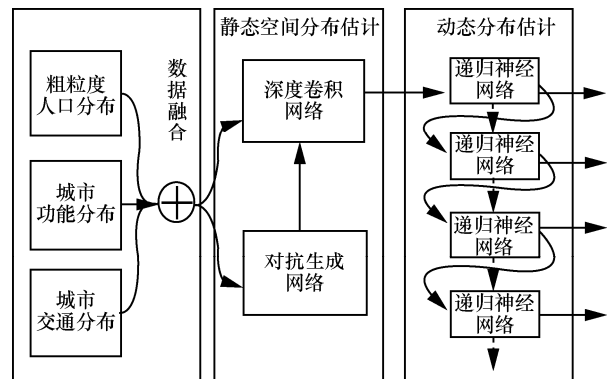 粗粒度
人口分布
城市
功能分布
城市
交通分布
数
据
融
合
静态空间分布估计
深度卷积
网络
对抗生成
网络
动态分布估计
递归神经
网络
递归神经
网络
递归神经
网络
递归神经
网络